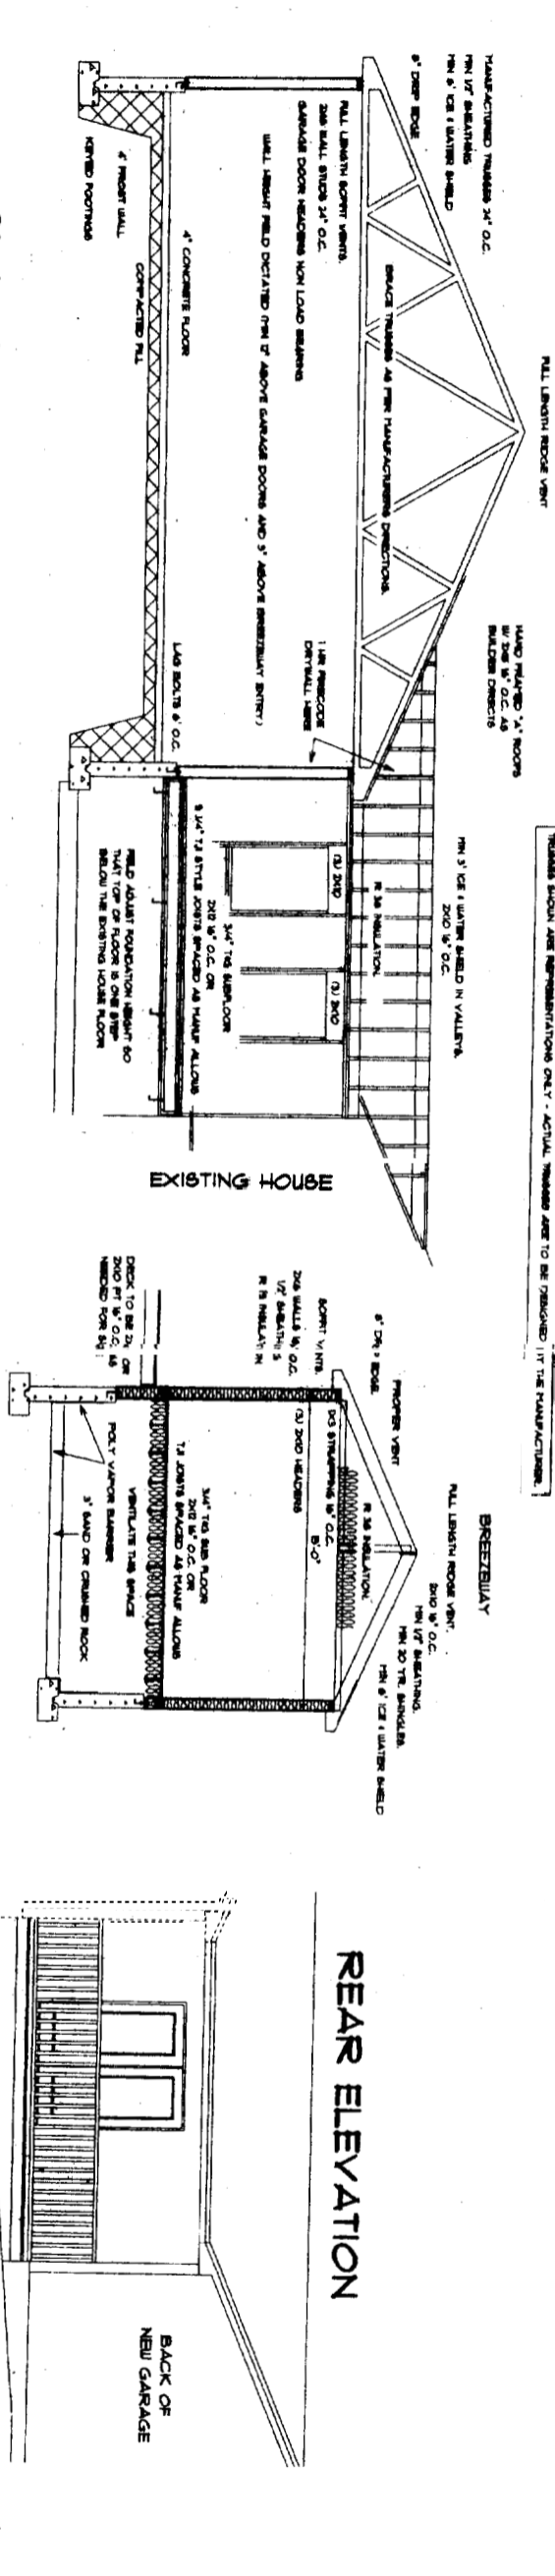 MANUFACTURED TRUSSES 24" O.C.
MIN 1/2" SHEATHING
MIN 6' ICE & WATER SHIELD
8" DRIP EDGE
FULL LENGTH SOFFIT VENTS.
2X6 WALL STUDS 24" O.C.
GARAGE DOOR HEADERS NON LOAD BEARING
WALL HEIGHT FIELD DICTATED (MIN 12" ABOVE GARAGE DOORS AND 5" ABOVE BREEZEWAY ENTRY.)
BRACE TRUSSES AS PER MANUFACTURERS DIRECTIONS.
FULL LENGTH RIDGE VENT
4" CONCRETE FLOOR
COMPACTED FILL
4' FROST WALL
KEYED FOOTINGS
HAND FRAMED "A" ROOFS
W/ 2X8 16" O.C. AS
BUILDER DIRECTS
1 HR FIRECODE
DRYWALL HERE
LAG BOLTS 6' O.C.
TRUSSES SHOWN ARE REPRESENTATIONS ONLY - ACTUAL TRUSSES ARE TO BE DESIGNED BY THE MANUFACTURER.
MIN 3' ICE & WATER SHIELD IN VALLEYS.
2X10 16" O.C.
R 38 INSULATION
(3) 2X10
(3) 2X10
3/4" T&G SUBFLOOR
2X12 16" O.C. OR
9 1/4" TJI STYLE JOISTS SPACED AS MANUF ALLOWS
FIELD ADJUST FOUNDATION HEIGHT SO
THAT TOP OF FLOOR IS ONE STEP
BELOW THE EXISTING HOUSE FLOOR
EXISTING HOUSE
BREEZEWAY
FULL LENGTH RIDGE VENT.
2X10 16" O.C.
MIN 1/2" SHEATHING.
MIN 20 YR. SHINGLES.
MIN 6' ICE & WATER SHIELD
PROPER VENT
8" DRIP EDGE.
SOFFIT VENTS.
2X6 WALLS 16" O.C.
1/2" SHEATHING
R 19 INSULATION
R 38 INSULATION.
1X3 STRAPPING 16" O.C.
8'-0"
(3) 2X10 HEADERS
3/4" T&G SUB FLOOR
2X12 16" O.C. OR
TJI JOISTS SPACED AS MANUF ALLOWS
VENTILATE THIS SPACE
POLY VAPOR BARRIER
3" SAND OR CRUSHED ROCK
DECK TO BE OR
2X10 PT 16" O.C. AS
NEEDED FOR
REAR ELEVATION
BACK OF
NEW GARAGE